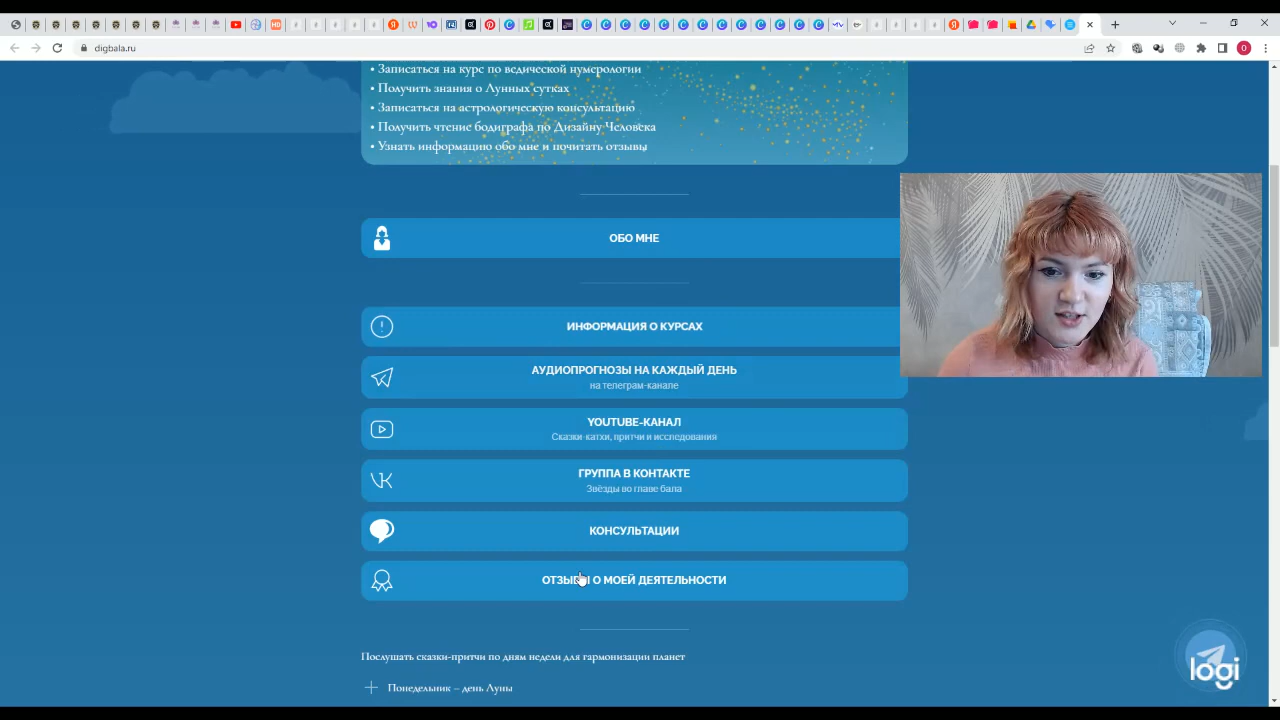 digbala.ru
• Записаться на курс по ведической нумерологии
• Получить знания о Лунных сутках
• Записаться на астрологическую консультацию
• Получить чтение бодиграфа по Дизайну Человека
• Узнать информацию обо мне и почитать отзывы
ОБО МНЕ
ИНФОРМАЦИЯ О КУРСАХ
АУДИОПРОГНОЗЫ НА КАЖДЫЙ ДЕНЬ
на телеграм-канале
YOUTUBE-КАНАЛ
Сказки-катхи, притчи и исследования
ГРУППА В КОНТАКТЕ
Звёзды во главе бала
КОНСУЛЬТАЦИИ
ОТЗЫВЫ О МОЕЙ ДЕЯТЕЛЬНОСТИ
Послушать сказки-притчи по дням недели для гармонизации планет
Понедельник – день Луны
logi